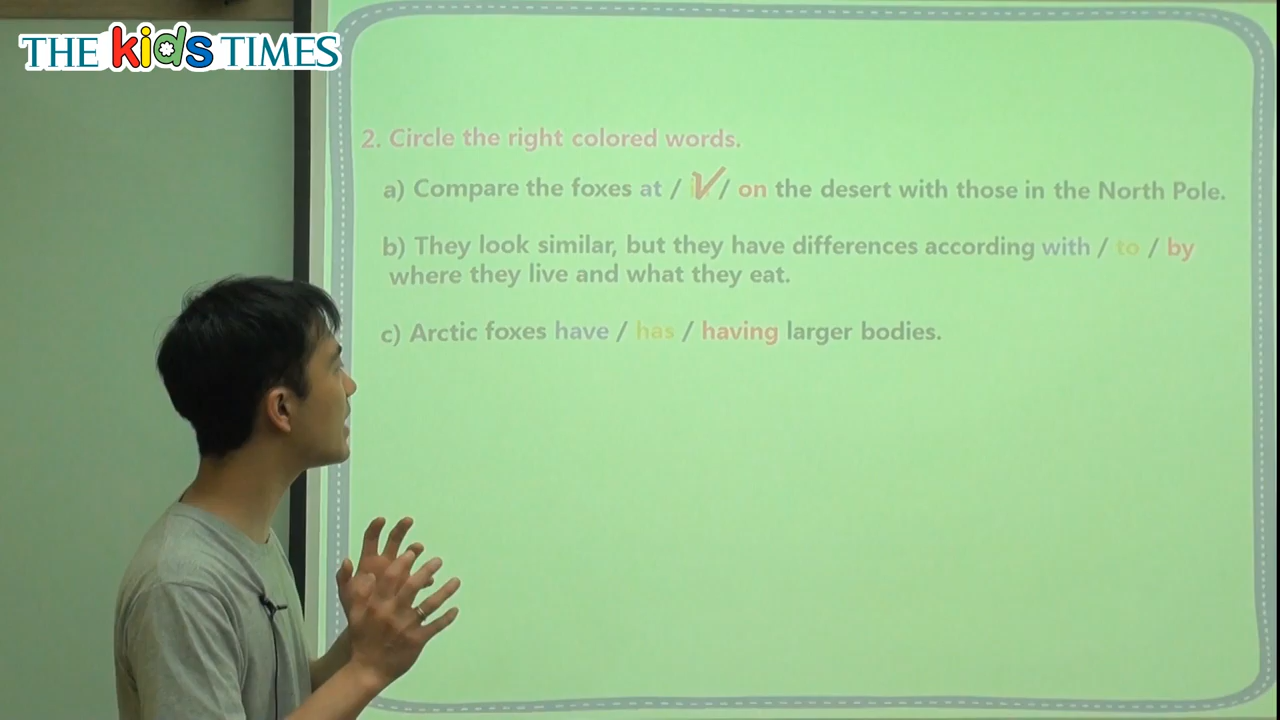 THE kids TIMES
2. Circle the right colored words.
a) Compare the foxes at / / on the desert with those in the North Pole.
b) They look similar, but they have differences according with / to / by
where they live and what they eat.
c) Arctic foxes have / has / having larger bodies.